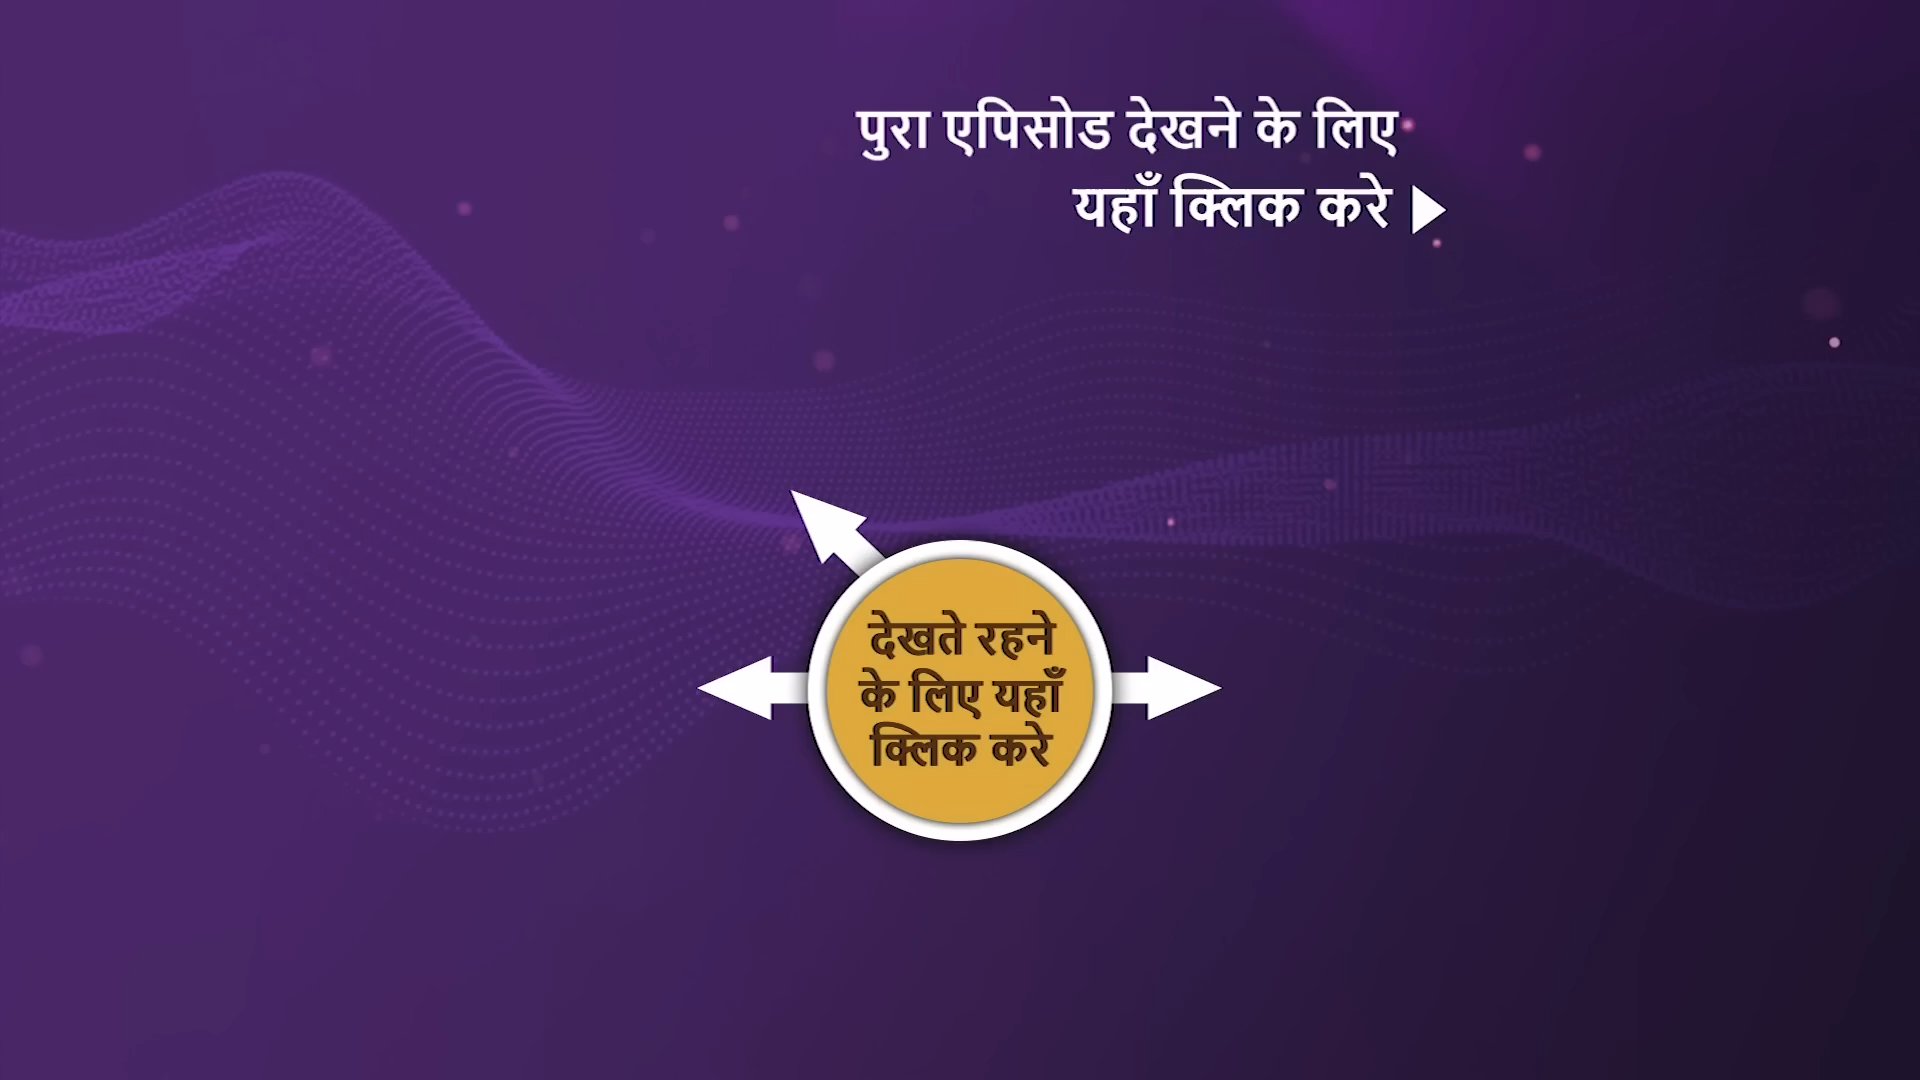 पुरा एपिसोड देखने के लिए
यहाँ क्लिक करे
देखते रहने
के लिए यहाँ
क्लिक करे